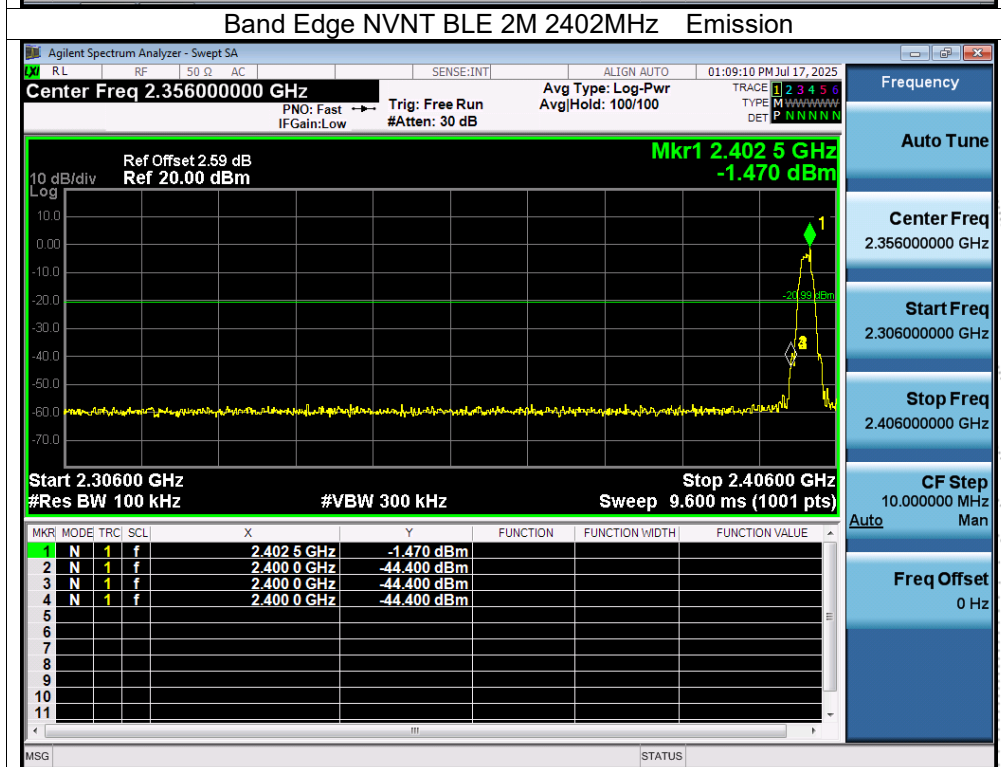 Band Edge NVNT BLE 2M 2402MHz Emission
Agilent Spectrum Analyzer - Swept SA
LXI RL RF 50 Ω AC SENSE:INT ALIGN AUTO 01:09:10 PM Jul 17, 2025
Center Freq 2.356000000 GHz
PNO: Fast
IFGain:Low
Trig: Free Run
#Atten: 30 dB
Avg Type: Log-Pwr
Avg|Hold: 100/100
TRACE 1 2 3 4 5 6
TYPE M WWWWW
DET P N N N N N
Frequency
Auto Tune
Center Freq
2.356000000 GHz
Start Freq
2.306000000 GHz
Stop Freq
2.406000000 GHz
CF Step
10.000000 MHz
Auto Man
Freq Offset
0 Hz
Mkr1 2.402 5 GHz
-1.470 dBm
Ref Offset 2.59 dB
10 dB/div Ref 20.00 dBm
Log
10.0
0.00
-10.0
-20.0
-30.0
-40.0
-50.0
-60.0
-70.0
1
-20.99 dBm
Start 2.30600 GHz Stop 2.40600 GHz
#Res BW 100 kHz #VBW 300 kHz Sweep 9.600 ms (1001 pts)
MKR MODE TRC SCL X Y FUNCTION FUNCTION WIDTH FUNCTION VALUE
1 N 1 f 2.402 5 GHz -1.470 dBm
2 N 1 f 2.400 0 GHz -44.400 dBm
3 N 1 f 2.400 0 GHz -44.400 dBm
4 N 1 f 2.400 0 GHz -44.400 dBm
5
6
7
8
9
10
11
MSG STATUS